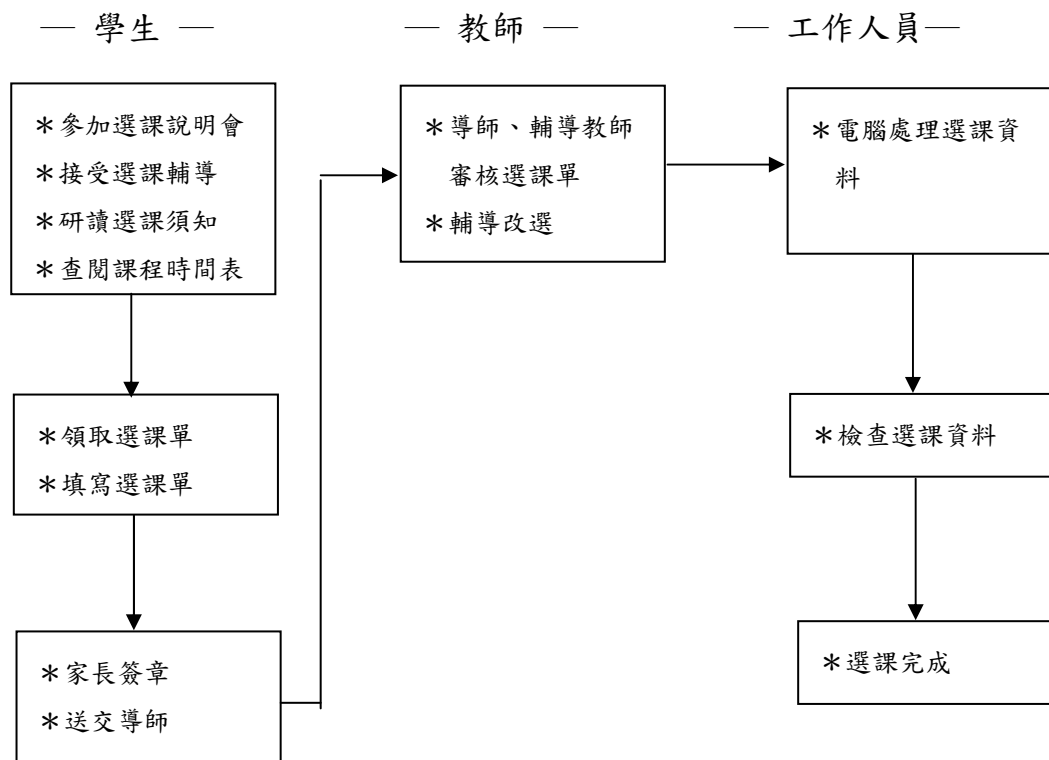 — 學生 —
— 教師 —
— 工作人員—
＊參加選課說明會
＊接受選課輔導
＊研讀選課須知
＊查閱課程時間表
＊領取選課單
＊填寫選課單
＊家長簽章
＊送交導師
＊導師、輔導教師
審核選課單
＊輔導改選
＊電腦處理選課資
料
＊檢查選課資料
＊選課完成